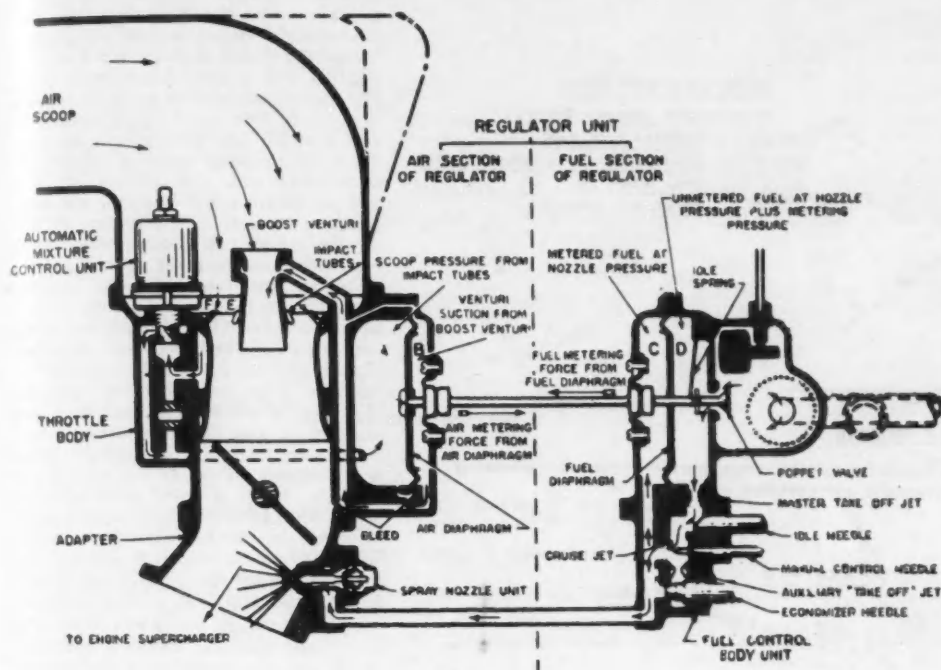 AIR
SCOOP
REGULATOR UNIT
AIR SECTION
OF REGULATOR
FUEL SECTION
OF REGULATOR
UNMETERED FUEL AT NOZZLE
PRESSURE PLUS METERING
PRESSURE
BOOST VENTURI
AUTOMATIC
MIXTURE
CONTROL UNIT
IMPACT
TUBES
SCOOP PRESSURE FROM
IMPACT TUBES
METERED FUEL AT
NOZZLE PRESSURE
IDLE
SPRING
VENTURI
SUCTION FROM
BOOST VENTURI
B
C
D
FUEL METERING
FORCE FROM
FUEL DIAPHRAGM
THROTTLE
BODY
AIR METERING
FORCE FROM
AIR DIAPHRAGM
FUEL
DIAPHRAGM
POPPET VALVE
MASTER TAKE OFF JET
ADAPTER
BLEED
AIR DIAPHRAGM
CRUISE JET
IDLE NEEDLE
MANUAL CONTROL NEEDLE
SPRAY NOZZLE UNIT
AUXILIARY "TAKE OFF" JET
ECONOMIZER NEEDLE
TO ENGINE SUPERCHARGER
FUEL CONTROL
BODY UNIT